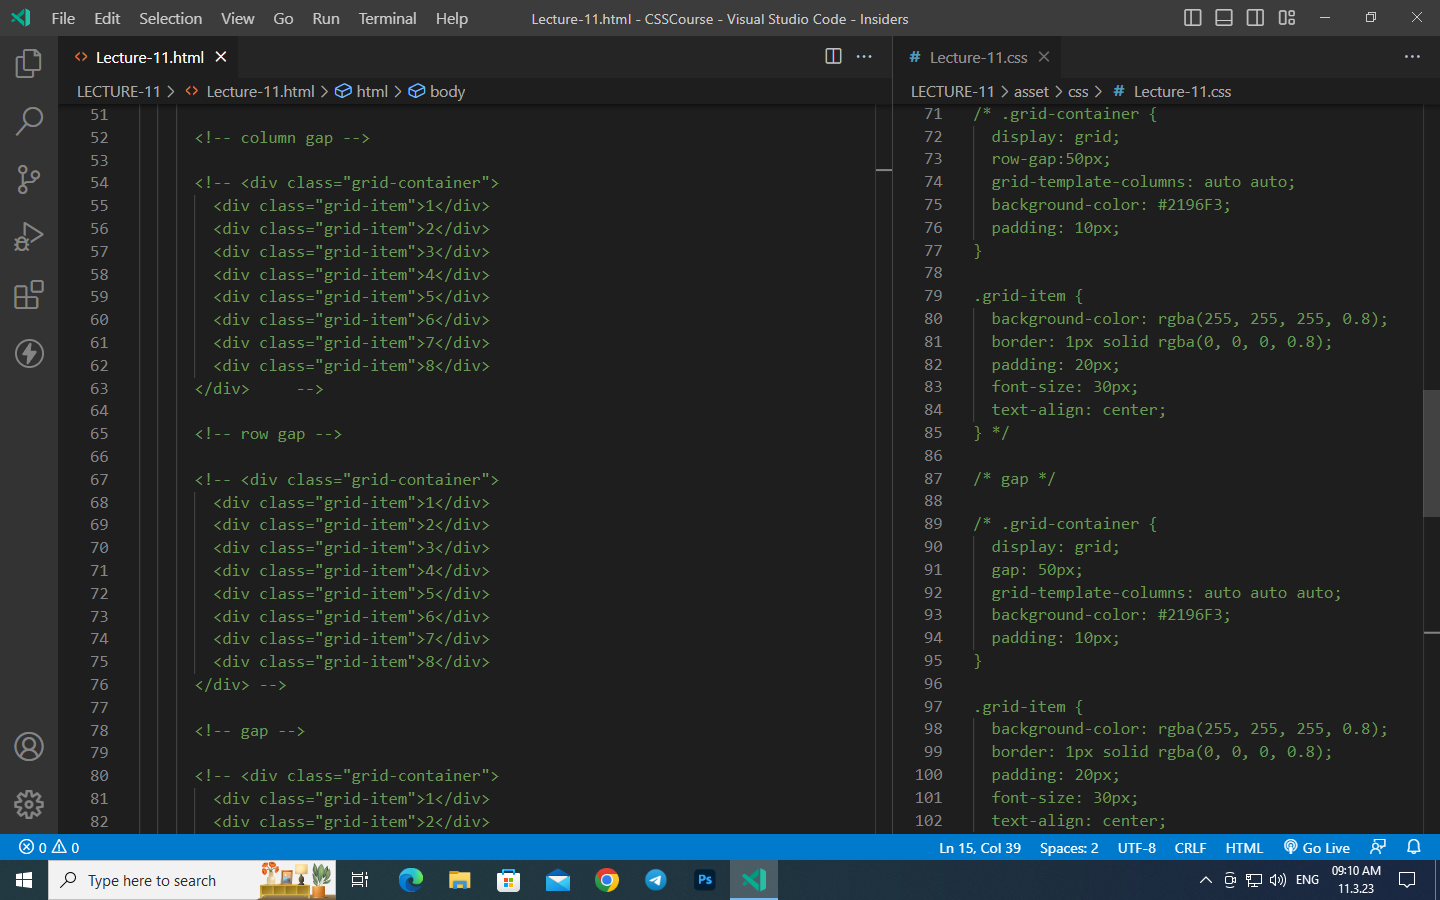 File Edit Selection View Go Run Terminal Help
Lecture-11.html - CSSCourse - Visual Studio Code - Insiders
Lecture-11.html
LECTURE-11 > Lecture-11.html > html > body
51
52 <!-- column gap -->
53
54 <!-- <div class="grid-container">
55 <div class="grid-item">1</div>
56 <div class="grid-item">2</div>
57 <div class="grid-item">3</div>
58 <div class="grid-item">4</div>
59 <div class="grid-item">5</div>
60 <div class="grid-item">6</div>
61 <div class="grid-item">7</div>
62 <div class="grid-item">8</div>
63 </div> -->
64
65 <!-- row gap -->
66
67 <!-- <div class="grid-container">
68 <div class="grid-item">1</div>
69 <div class="grid-item">2</div>
70 <div class="grid-item">3</div>
71 <div class="grid-item">4</div>
72 <div class="grid-item">5</div>
73 <div class="grid-item">6</div>
74 <div class="grid-item">7</div>
75 <div class="grid-item">8</div>
76 </div> -->
77
78 <!-- gap -->
79
80 <!-- <div class="grid-container">
81 <div class="grid-item">1</div>
82 <div class="grid-item">2</div>
# Lecture-11.css
LECTURE-11 > asset > css > # Lecture-11.css
71 /* .grid-container {
72 display: grid;
73 row-gap:50px;
74 grid-template-columns: auto auto;
75 background-color: #2196F3;
76 padding: 10px;
77 }
78
79 .grid-item {
80 background-color: rgba(255, 255, 255, 0.8);
81 border: 1px solid rgba(0, 0, 0, 0.8);
82 padding: 20px;
83 font-size: 30px;
84 text-align: center;
85 } */
86
87 /* gap */
88
89 /* .grid-container {
90 display: grid;
91 gap: 50px;
92 grid-template-columns: auto auto auto;
93 background-color: #2196F3;
94 padding: 10px;
95 }
96
97 .grid-item {
98 background-color: rgba(255, 255, 255, 0.8);
99 border: 1px solid rgba(0, 0, 0, 0.8);
100 padding: 20px;
101 font-size: 30px;
102 text-align: center;
0 0
Ln 15, Col 39 Spaces: 2 UTF-8 CRLF HTML Go Live
Type here to search
Ps
ENG
09:10 AM
11.3.23